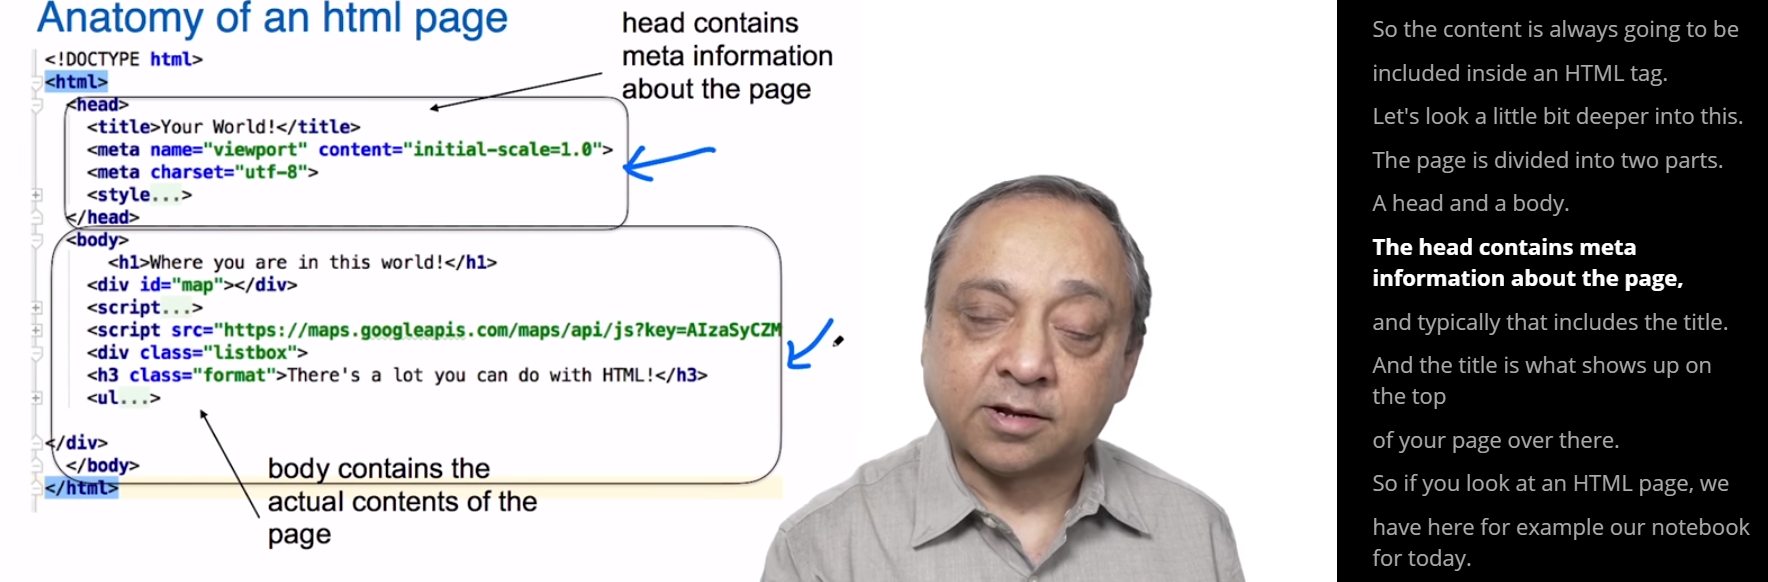 Anatomy of an html page
head contains
meta information
about the page
<!DOCTYPE html>
<html>
<head>
<title>Your World!</title>
<meta name="viewport" content="initial-scale=1.0">
<meta charset="utf-8">
<style...>
</head>
<body>
<h1>Where you are in this world!</h1>
<div id="map"></div>
<script...>
<script src="https://maps.googleapis.com/maps/api/js?key=AIzaSyCZM
<div class="listbox">
<h3 class="format">There's a lot you can do with HTML!</h3>
<ul...>
</div>
</body>
</html>
body contains the
actual contents of the
page
So the content is always going to be
included inside an HTML tag.
Let's look a little bit deeper into this.
The page is divided into two parts.
A head and a body.
The head contains meta
information about the page,
and typically that includes the title.
And the title is what shows up on
the top
of your page over there.
So if you look at an HTML page, we
have here for example our notebook
for today.